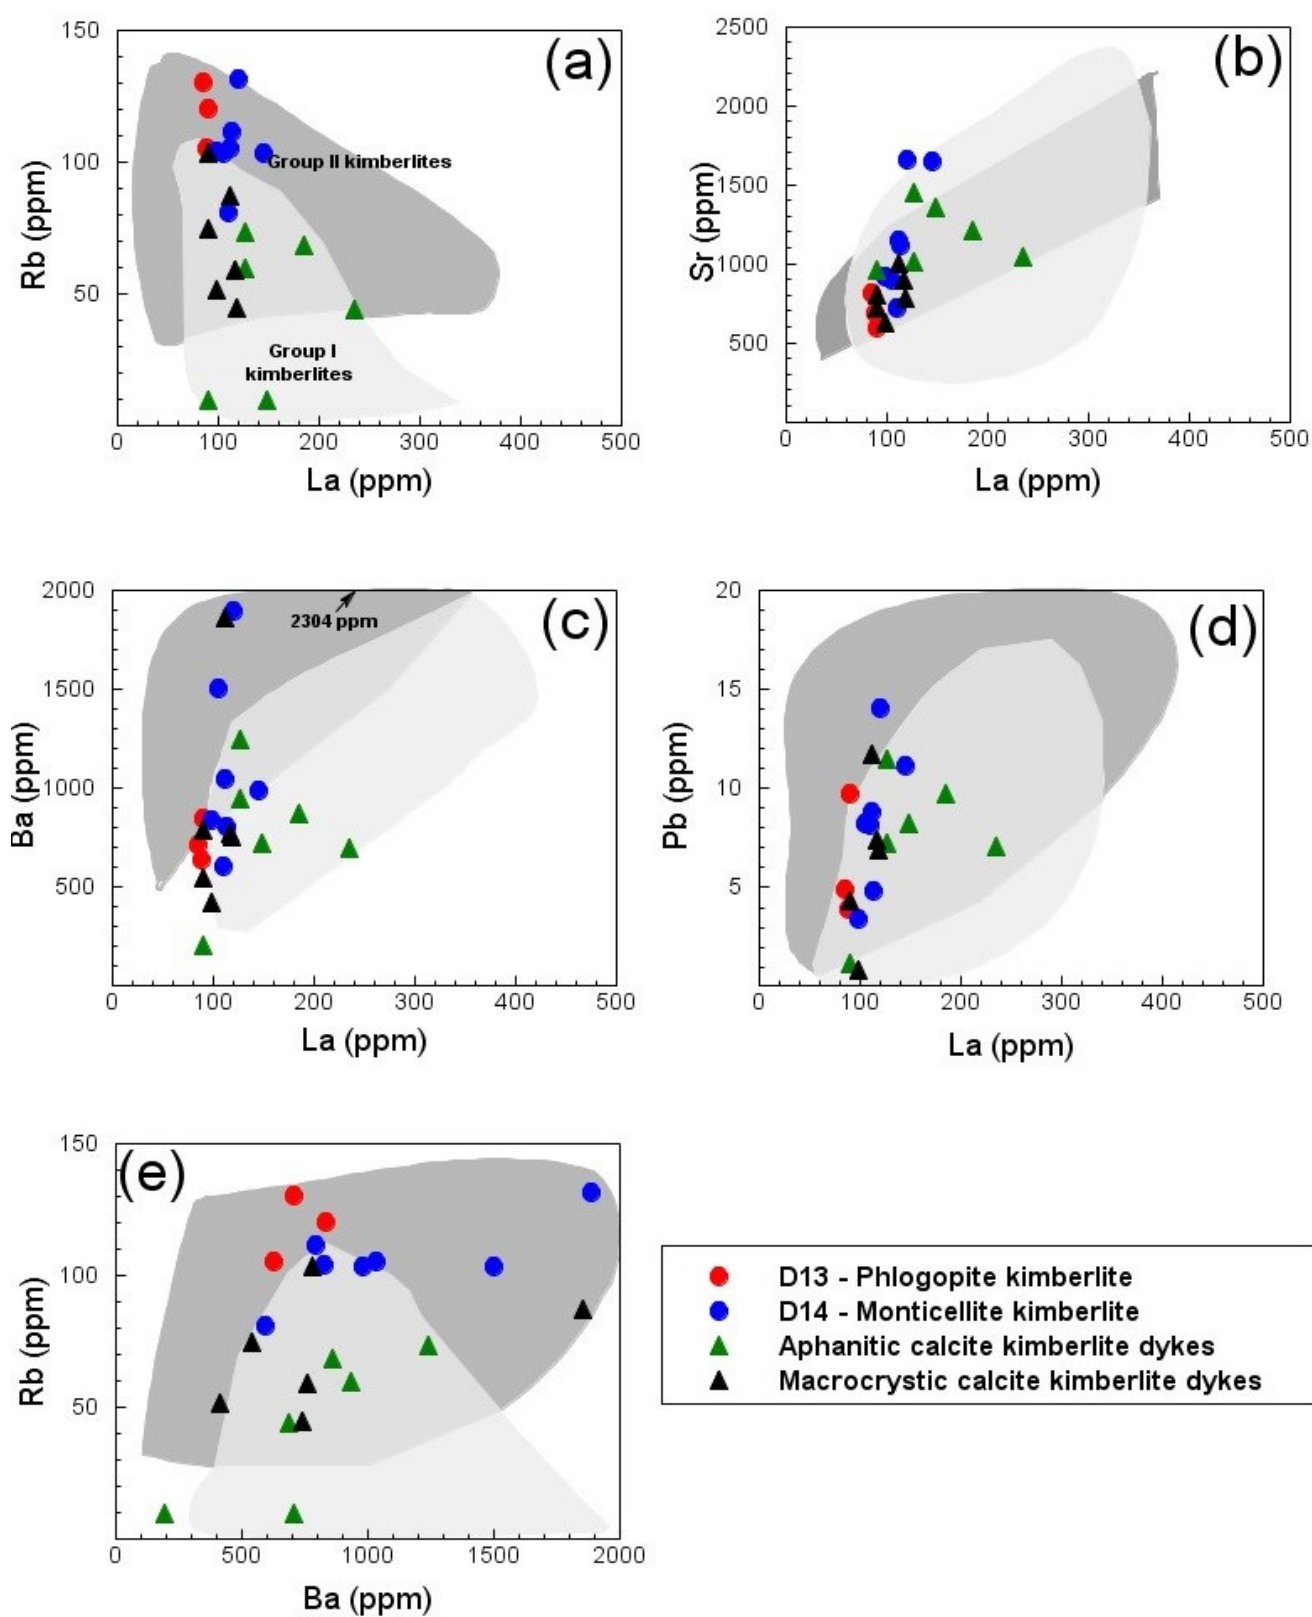 150
(a)
100
Group II kimberlites
Rb (ppm)
50
Group I
kimberlites
0 100 200 300 400 500
La (ppm)
2500
(b)
2000
1500
Sr (ppm)
1000
500
0 100 200 300 400 500
La (ppm)
2000
2304 ppm
(c)
1500
Ba (ppm)
1000
500
0 100 200 300 400 500
La (ppm)
20
(d)
15
Pb (ppm)
10
5
0 100 200 300 400 500
La (ppm)
150
(e)
100
Rb (ppm)
50
0 500 1000 1500 2000
Ba (ppm)
D13 - Phlogopite kimberlite
D14 - Monticellite kimberlite
Aphanitic calcite kimberlite dykes
Macrocrystic calcite kimberlite dykes